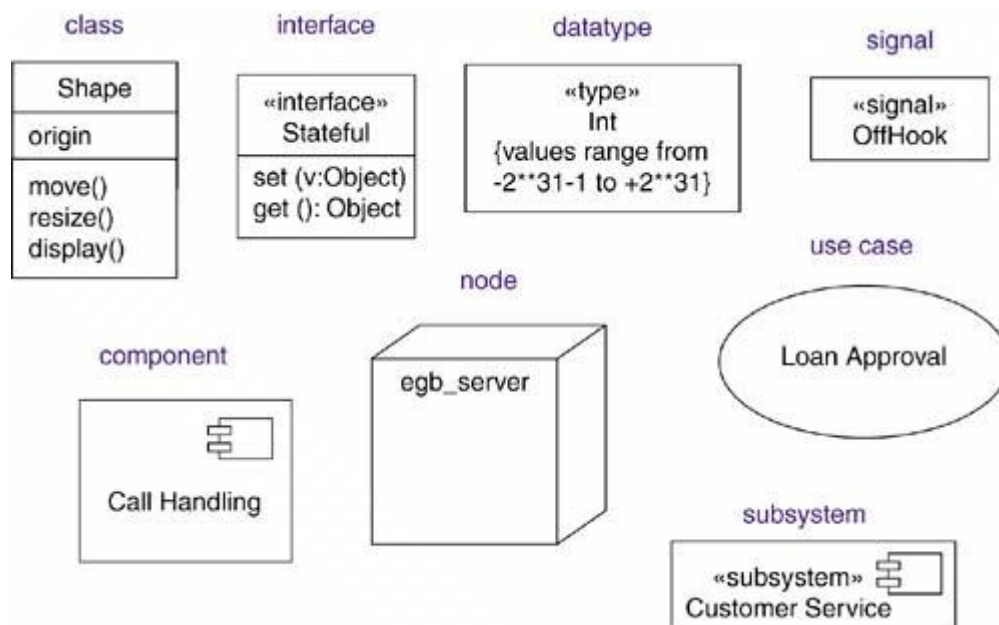 class
Shape
origin
move()
resize()
display()
interface
«interface»
Stateful
set (v:Object)
get (): Object
datatype
«type»
Int
{values range from
-2**31-1 to +2**31}
signal
«signal»
OffHook
component
Call Handling
node
egb_server
use case
Loan Approval
subsystem
«subsystem»
Customer Service